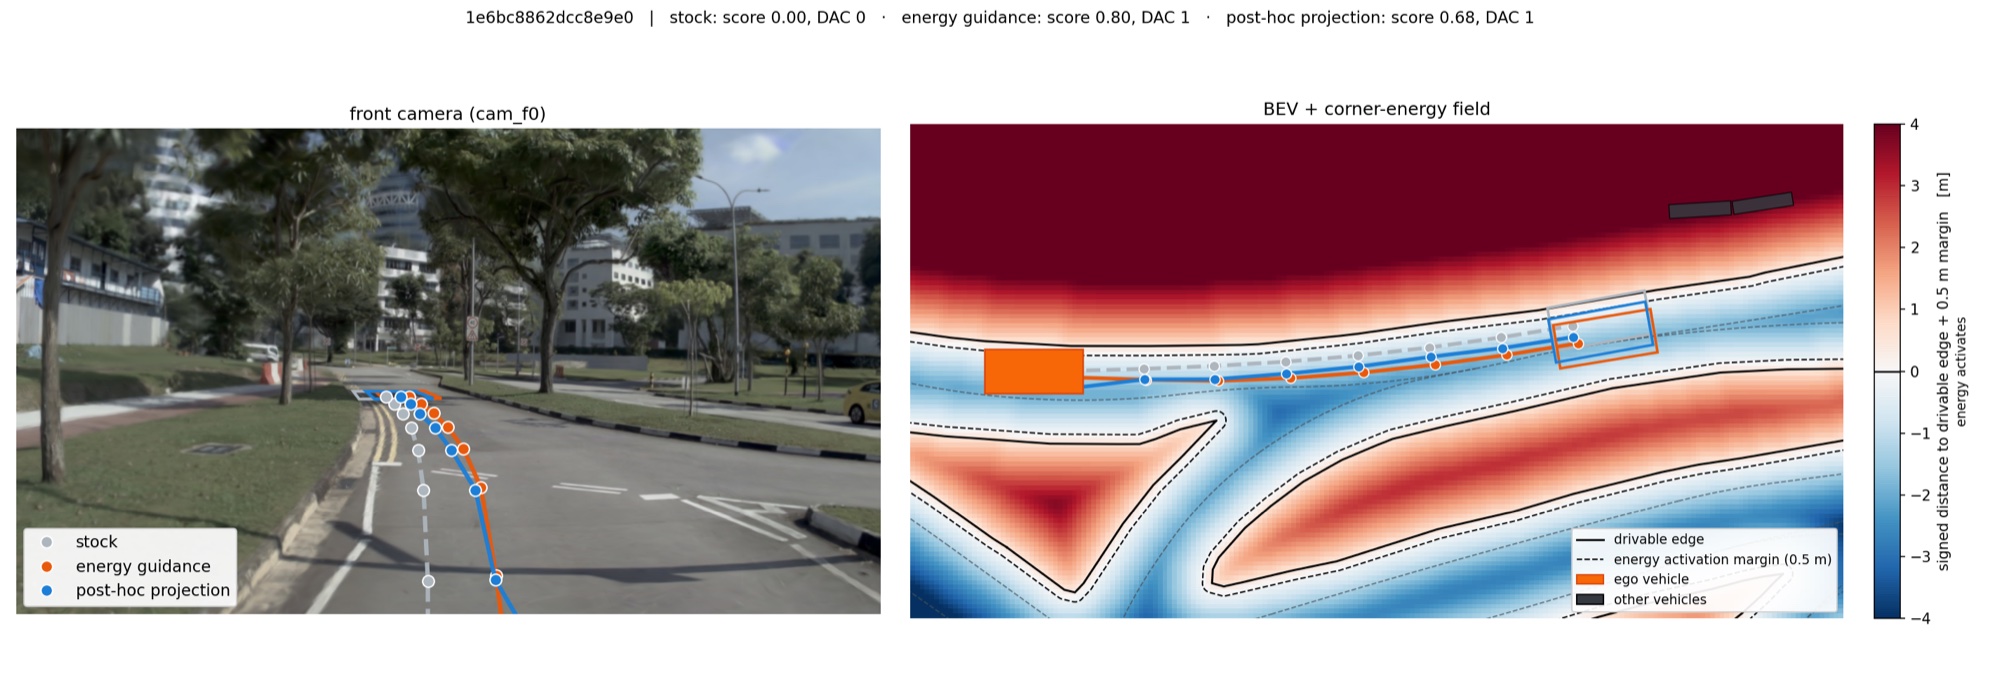 1e6bc8862dcc8e9e0 | stock: score 0.00, DAC 0 · energy guidance: score 0.80, DAC 1 · post-hoc projection: score 0.68, DAC 1
front camera (cam_f0)
stock
energy guidance
post-hoc projection
BEV + corner-energy field
drivable edge
energy activation margin (0.5 m)
ego vehicle
other vehicles
4
3
2
1
0
−1
−2
−3
−4
signed distance to drivable edge + 0.5 m margin [m]
energy activates